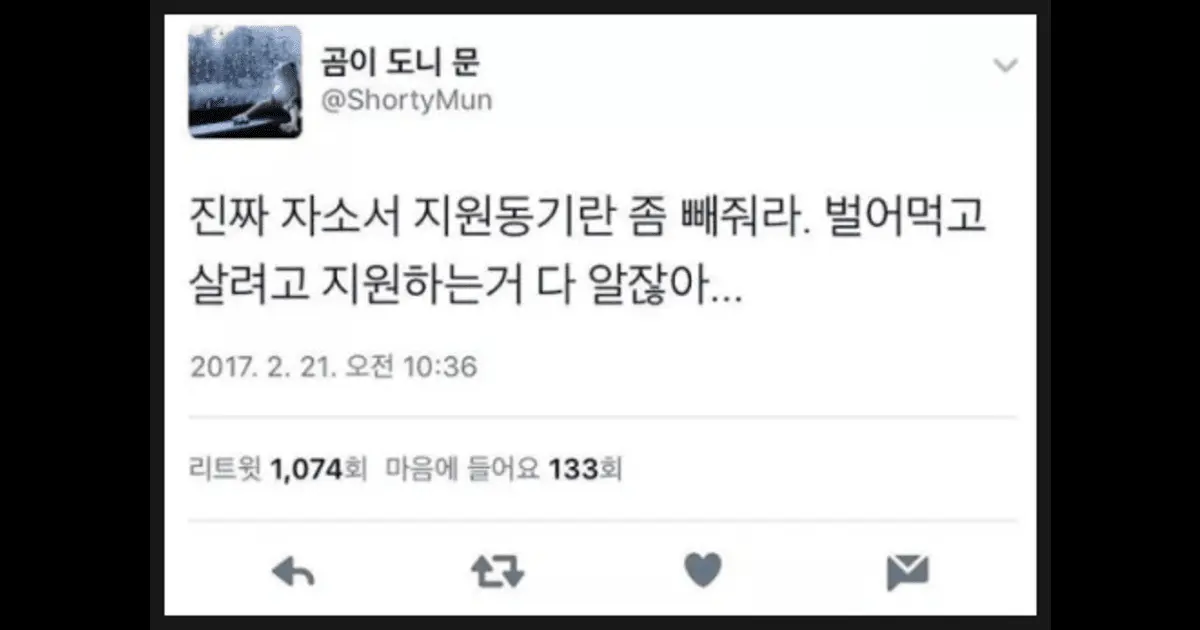 곰이 도니 문
@ShortyMun
진짜 자소서 지원동기란 좀 빼줘라. 벌어먹고
살려고 지원하는거 다 알잖아...
2017. 2. 21. 오전 10:36
리트윗 1,074회 마음에 들어요 133회